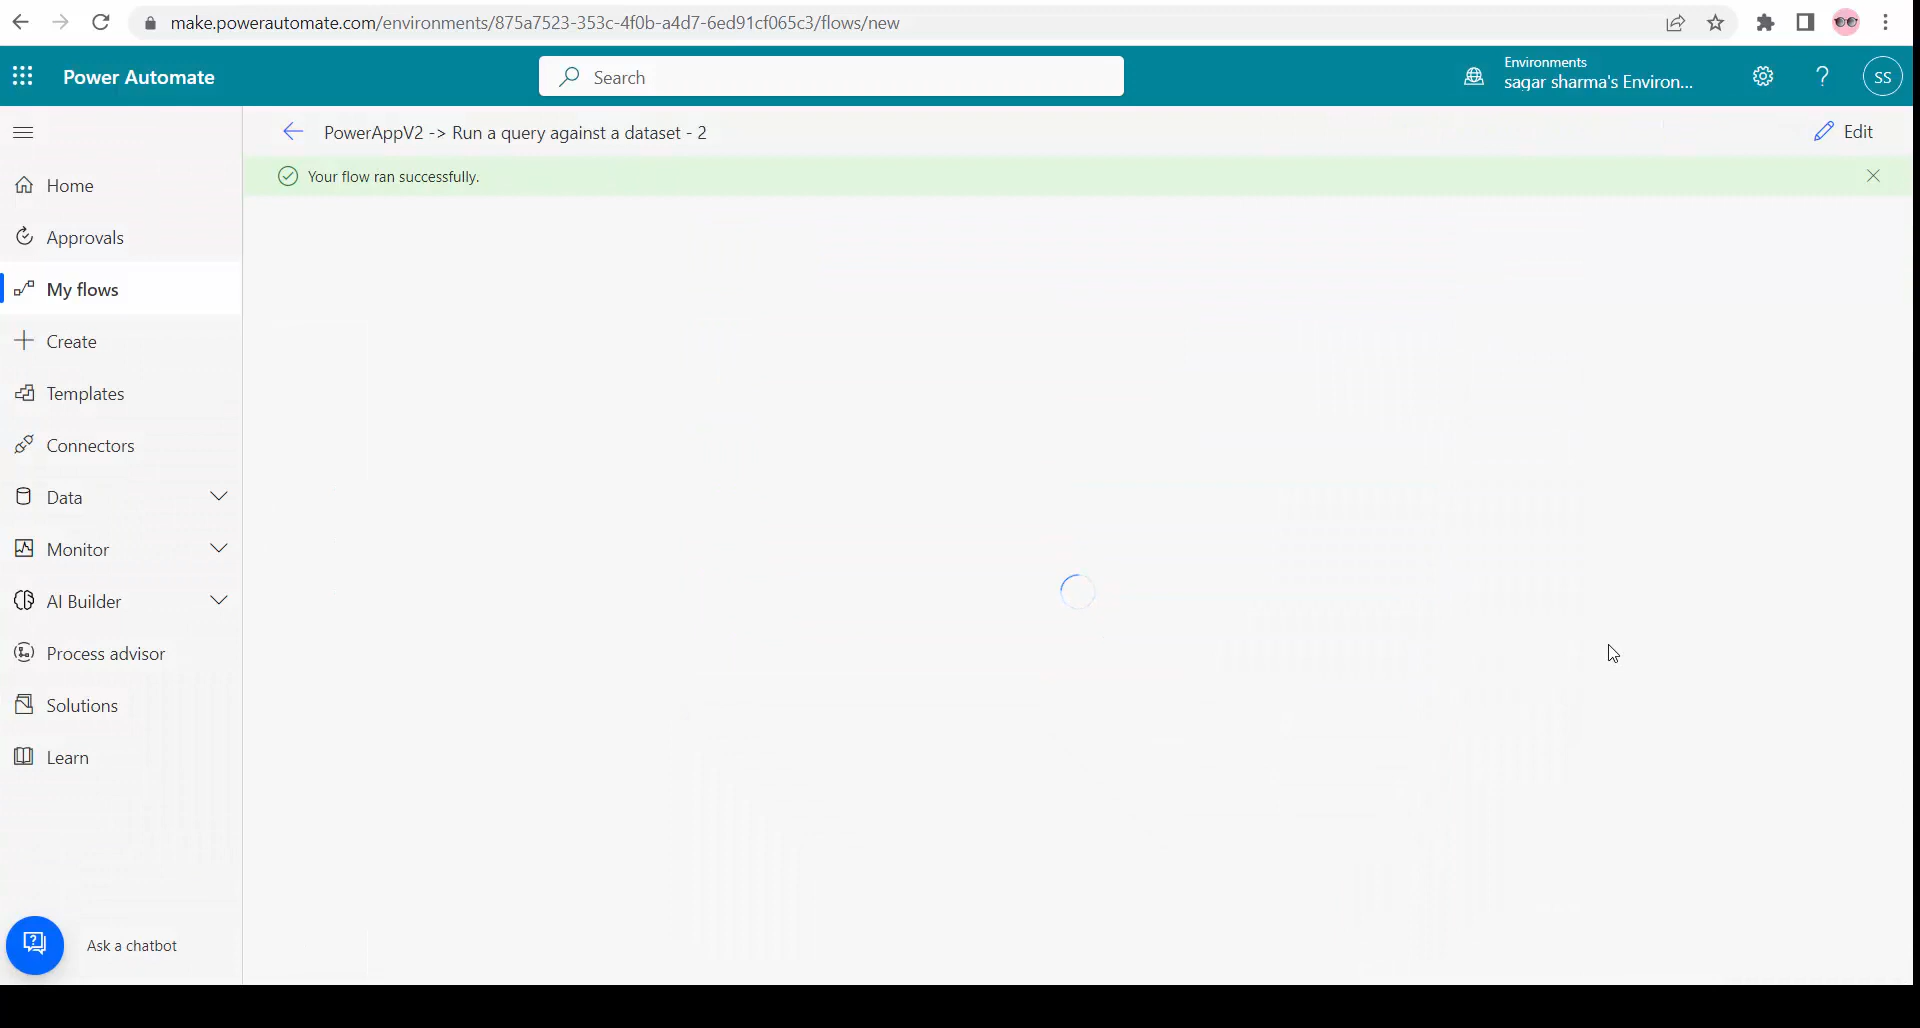 make.powerautomate.com/environments/875a7523-353c-4f0b-a4d7-6ed91cf065c3/flows/new
Power Automate
Search
Environments
sagar sharma's Environ...
?
SS
PowerAppV2 -> Run a query against a dataset - 2
Edit
Your flow ran successfully.
Home
Approvals
My flows
Create
Templates
Connectors
Data
Monitor
AI Builder
Process advisor
Solutions
Learn
Ask a chatbot